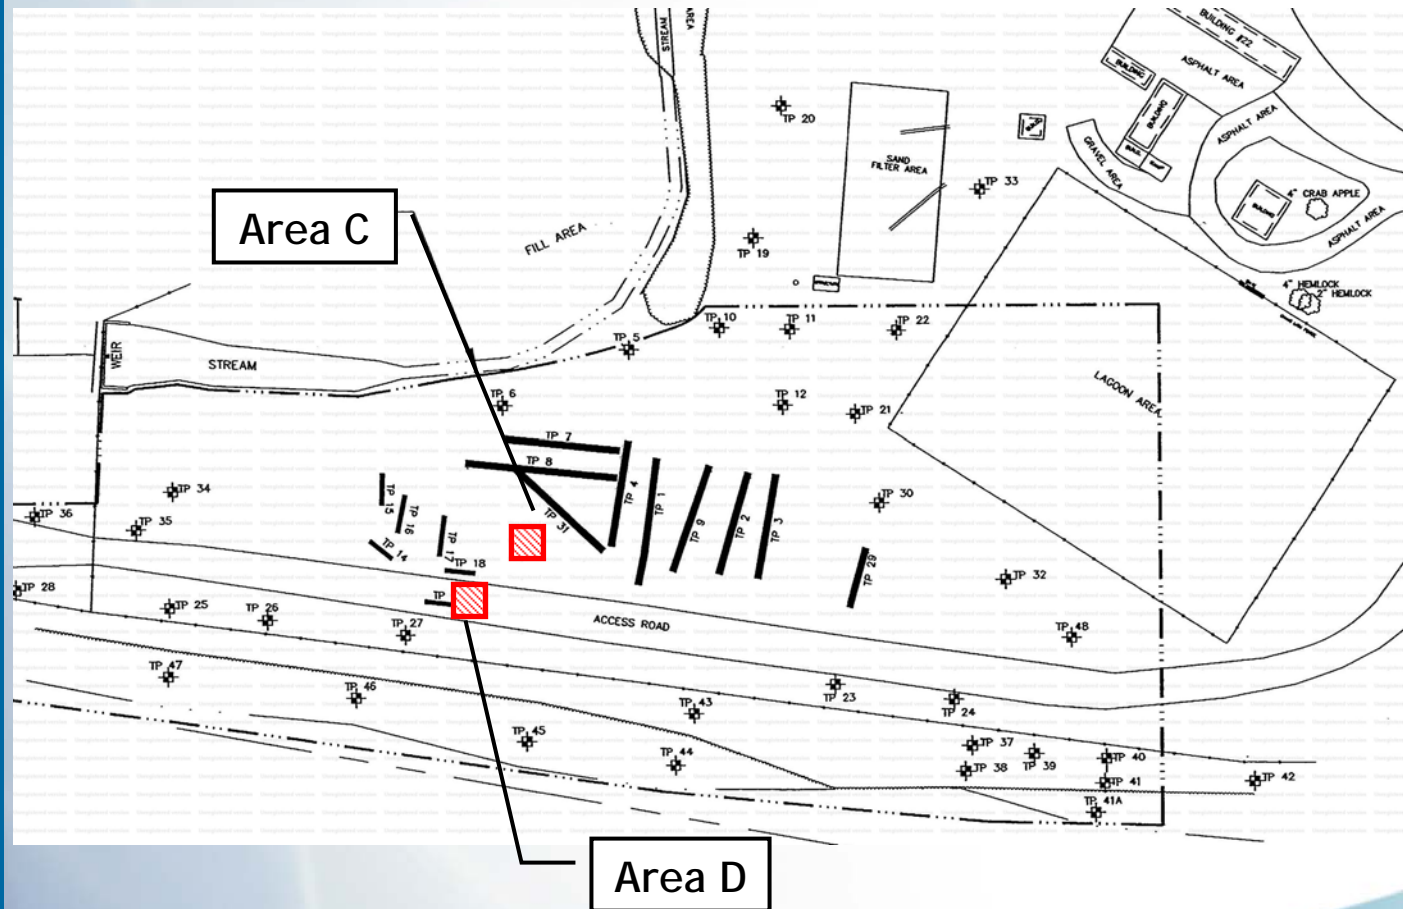 STREAM
AREA
BUILDING #22
BUILDING
ASPHALT AREA
BUILDING
ASPHALT AREA
TP 20
SAND
FILTER AREA
GRAVEL AREA
TP 33
4" CRAB APPLE
BUILDING
ASPHALT AREA
Area C
FILL AREA
TP 19
4" HEMLOCK
2" HEMLOCK
TP 10
TP 11
TP 22
TP 5
WEIR
STREAM
LAGOON AREA
TP 6
TP 12
TP 21
TP 7
TP 8
TP 4
TP 1
TP 9
TP 2
TP 3
TP 30
TP 34
TP 15
TP 16
TP 31
TP 36
TP 35
TP 14
TP 17
TP 18
TP 29
TP 32
TP 28
TP 25
TP 26
TP
TP 27
ACCESS ROAD
TP 48
TP 47
TP 46
TP 43
TP 23
TP 24
TP 45
TP 44
TP 37
TP 38
TP 39
TP 40
TP 41
TP 42
TP 41A
Area D